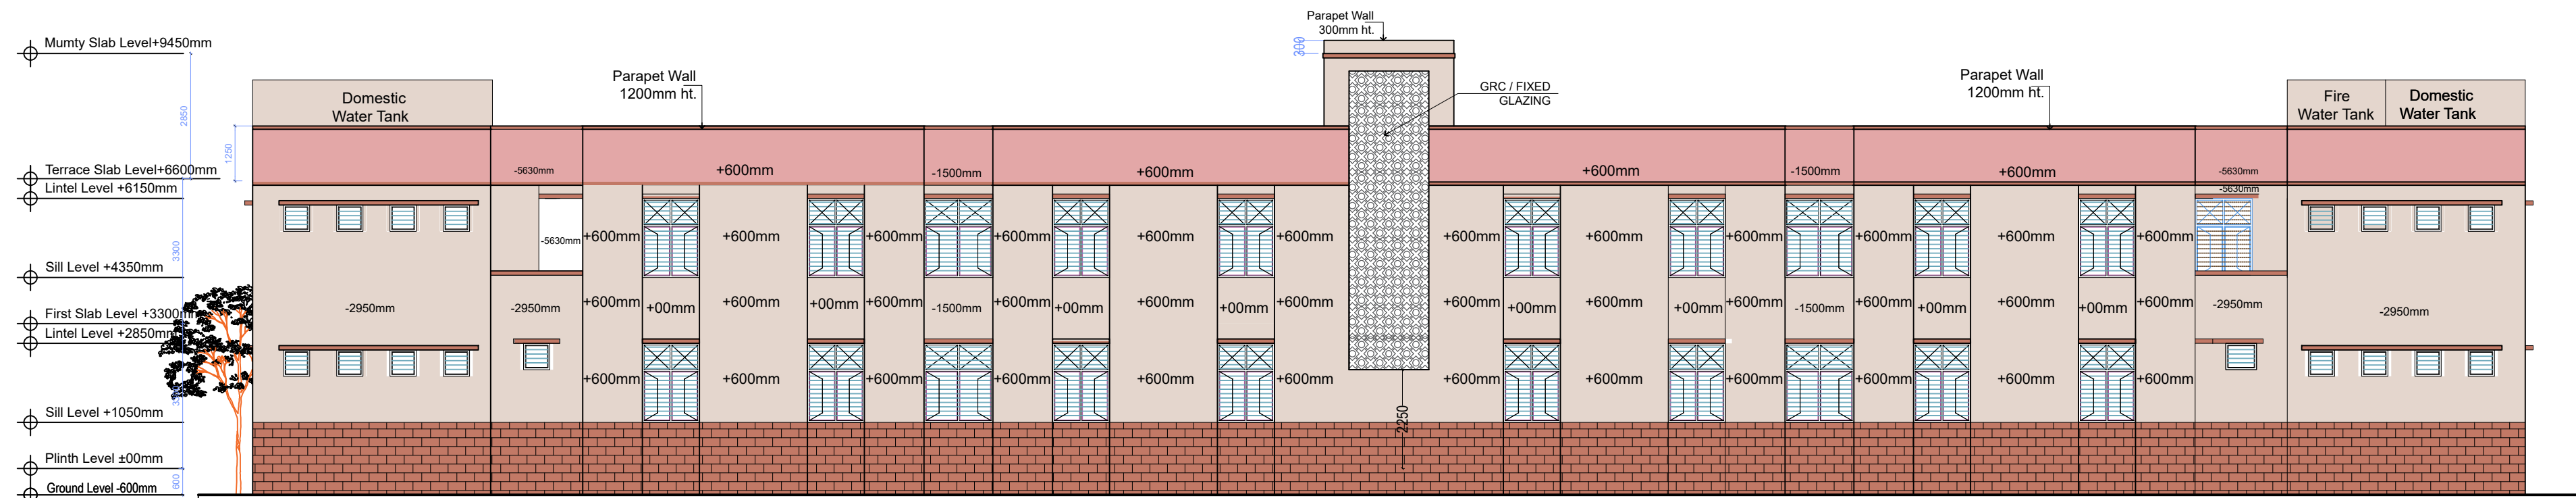 Parapet Wall
300mm ht.
300
Mumty Slab Level+9450mm
Parapet Wall
1200mm ht.
Parapet Wall
1200mm ht.
GRC / FIXED
GLAZING
Domestic
Water Tank
Fire
Water Tank
Domestic
Water Tank
2850
1250
Terrace Slab Level+6600mm
-5630mm
+600mm
-1500mm
+600mm
+600mm
-1500mm
+600mm
-5630mm
Lintel Level +6150mm
-5630mm
3300
-5630mm
+600mm
+600mm
+600mm
+600mm
+600mm
+600mm
+600mm
+600mm
+600mm
+600mm
+600mm
+600mm
Sill Level +4350mm
-2950mm
-2950mm
+600mm
+00mm
+600mm
+00mm
+600mm
-1500mm
+600mm
+00mm
+600mm
+00mm
+600mm
+600mm
+00mm
+600mm
+00mm
+600mm
-1500mm
+600mm
+00mm
+600mm
+00mm
+600mm
-2950mm
-2950mm
First Slab Level +3300mm
Lintel Level +2850mm
+600mm
+600mm
+600mm
+600mm
+600mm
+600mm
+600mm
+600mm
+600mm
+600mm
+600mm
+600mm
Sill Level +1050mm
2250
Plinth Level ±00mm
600
Ground Level -600mm